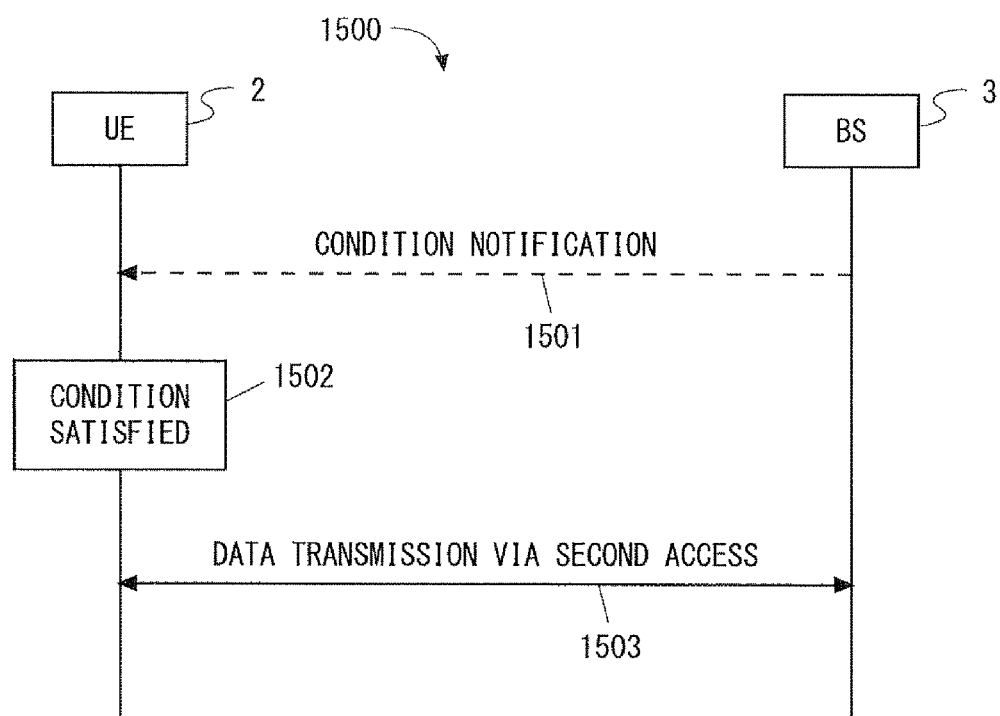 1500
UE
2
BS
3
CONDITION NOTIFICATION
1501
CONDITION
SATISFIED
1502
DATA TRANSMISSION VIA SECOND ACCESS
1503